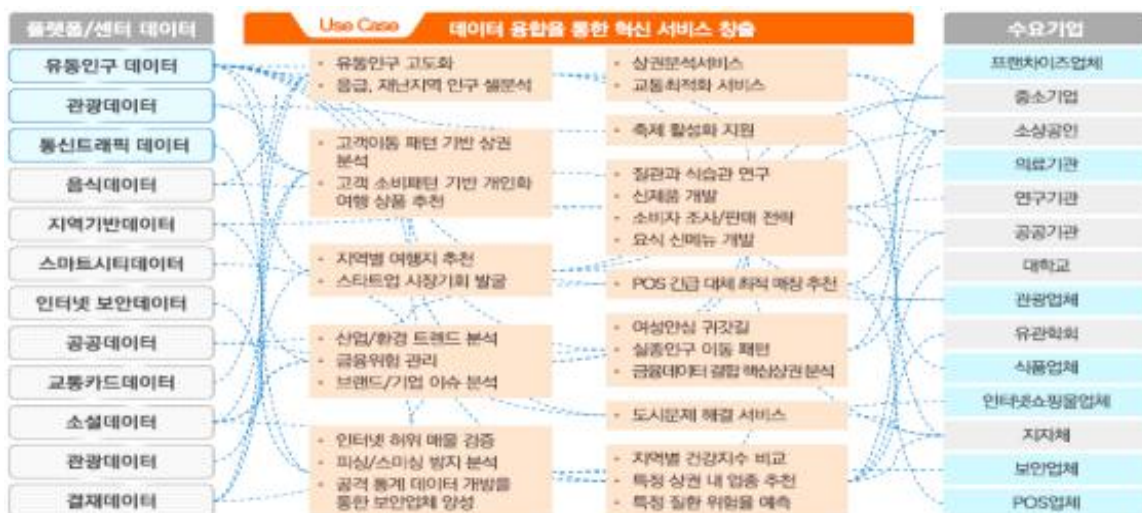 플랫폼/센터 데이터
유동인구 데이터
관광데이터
통신트래픽 데이터
음식데이터
지역기반데이터
스마트시티데이터
인터넷 보안데이터
공공데이터
교통카드데이터
소셜데이터
관광데이터
결재데이터
Use Case 데이터 융합을 통한 혁신 서비스 창출
• 유동인구 고도화
• 응급, 재난지역 인구 셀분석
• 고객이동 패턴 기반 상권
분석
• 고객 소비패턴 기반 개인화
여행 상품 추천
• 지역별 여행지 추천
• 스타트업 시장기회 발굴
• 산업/환경 트렌드 분석
• 금융위험 관리
• 브랜드/기업 이슈 분석
• 인터넷 허위 매물 검증
• 피싱/스미싱 방지 분석
• 공격 통계 데이터 개방을
통한 보안업체 양성
• 상권분석서비스
• 교통최적화 서비스
• 축제 활성화 지원
• 질관과 식습관 연구
• 신제품 개발
• 소비자 조사/판매 전략
• 요식 신메뉴 개발
• POS 긴급 대체 최적 매장 추천
• 여성안심 귀갓길
• 실종인구 이동 패턴
• 금융데이터 결합 핵심상권 분석
• 도시문제 해결 서비스
• 지역별 건강지수 비교
• 특정 상권 내 업종 추천
• 특정 질환 위험율 예측
수요기업
프랜차이즈업체
중소기업
소상공인
의료기관
연구기관
공공기관
대학교
관광업체
유관학회
식품업체
인터넷쇼핑몰업체
지자체
보안업체
POS업체